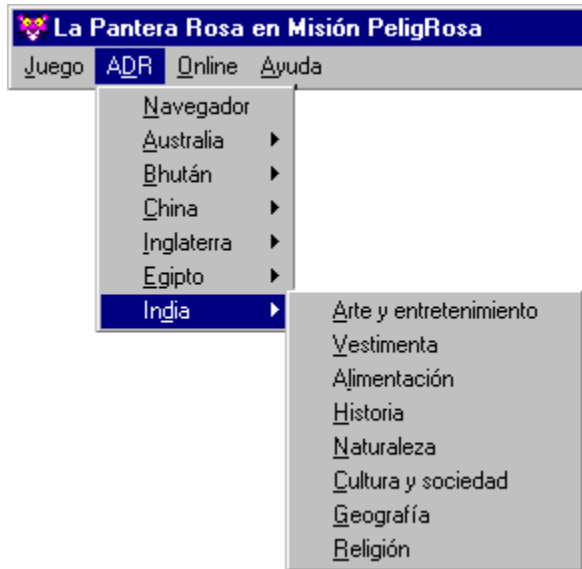 La Pantera Rosa en Misión PeligRosa
Juego ADR Online Ayuda
Navegador
Australia
Bhután
China
Inglaterra
Egipto
India
Arte y entretenimiento
Vestimenta
Alimentación
Historia
Naturaleza
Cultura y sociedad
Geografía
Religión